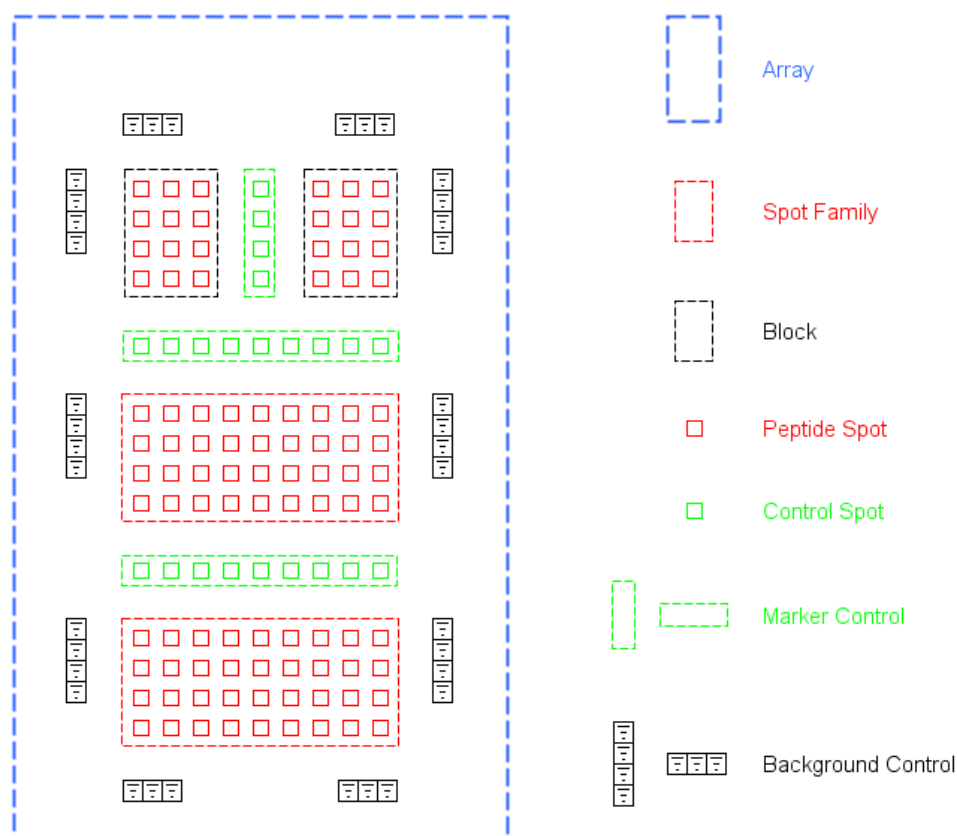 Array
Spot Family
Block
Peptide Spot
Control Spot
Marker Control
Background Control